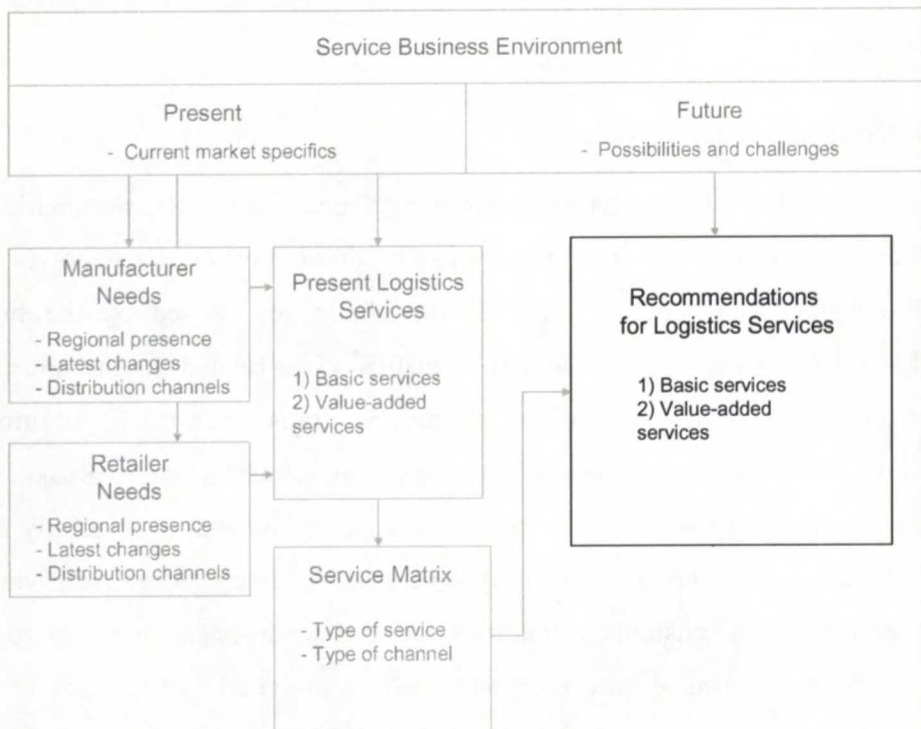 Service Business Environment
Present
- Current market specifics
Future
- Possibilities and challenges
Manufacturer
Needs
- Regional presence
- Latest changes
- Distribution channels
Present Logistics
Services
1) Basic services
2) Value-added
services
Recommendations
for Logistics Services
1) Basic services
2) Value-added
services
Retailer
Needs
- Regional presence
- Latest changes
- Distribution channels
Service Matrix
- Type of service
- Type of channel